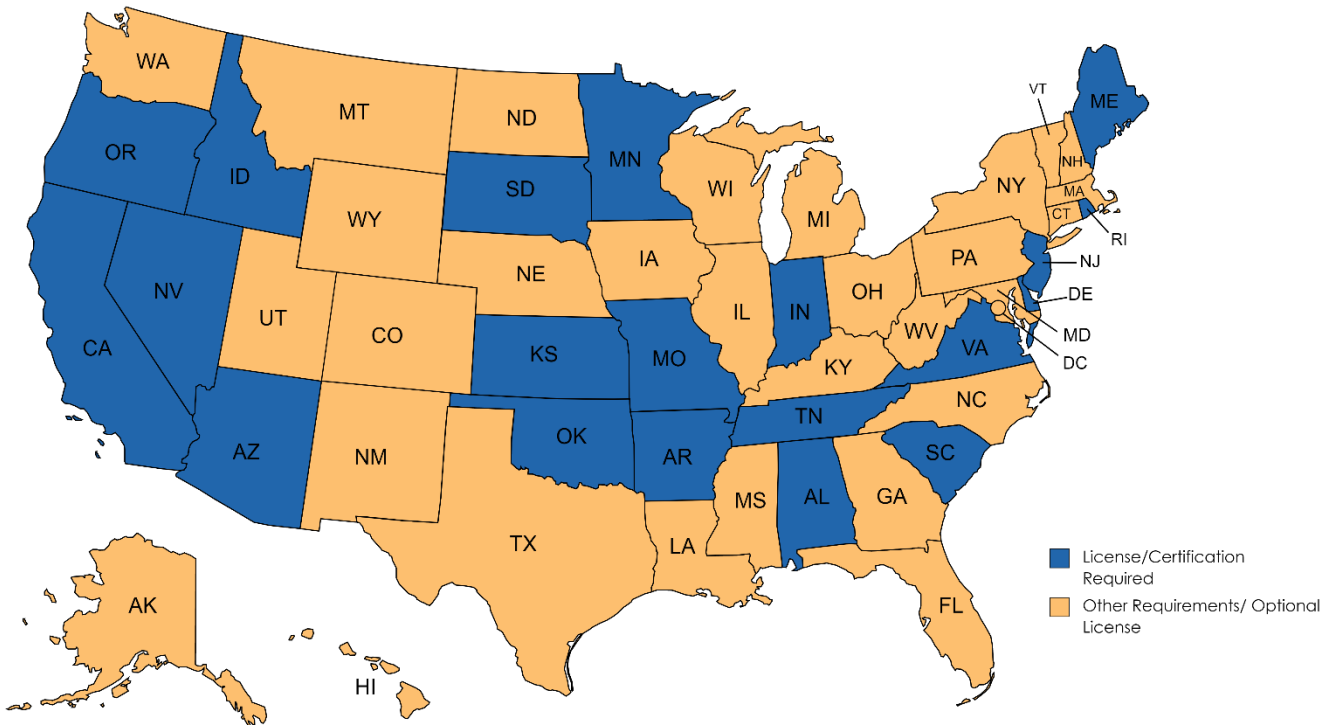 WA
MT
ND
MN
VT
ME
OR
ID
SD
WI
MI
NY
NH
MA
CT
RI
WY
NJ
NE
IA
PA
DE
NV
UT
CO
IL
IN
OH
WV
MD
DC
CA
KS
MO
KY
VA
NC
TN
AZ
NM
OK
AR
SC
MS
AL
GA
TX
LA
FL
AK
HI
License/Certification
Required
Other Requirements/ Optional
License